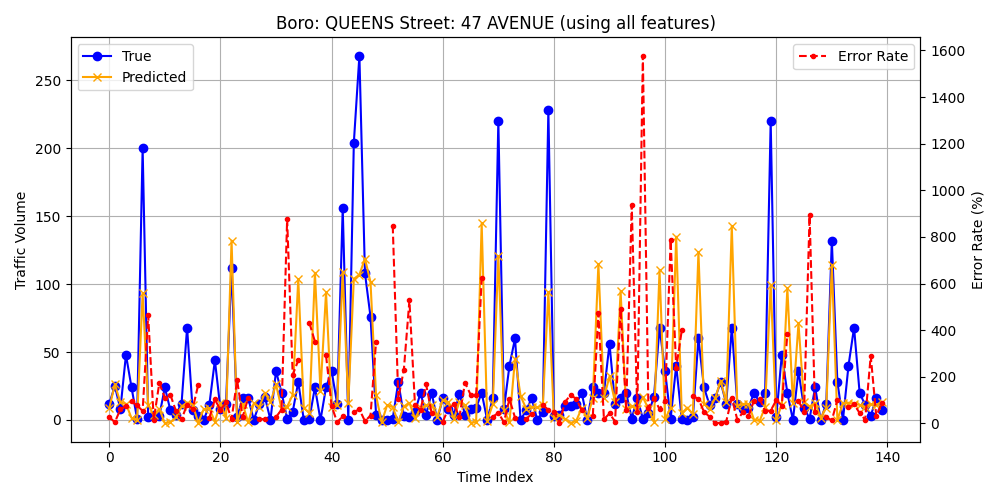 Boro: QUEENS Street: 47 AVENUE (using all features)
True
Predicted
Error Rate
Traffic Volume
250
200
150
100
50
0
1600
1400
1200
1000
800
600
400
200
0
Error Rate (%)
0 20 40 60 80 100 120 140
Time Index